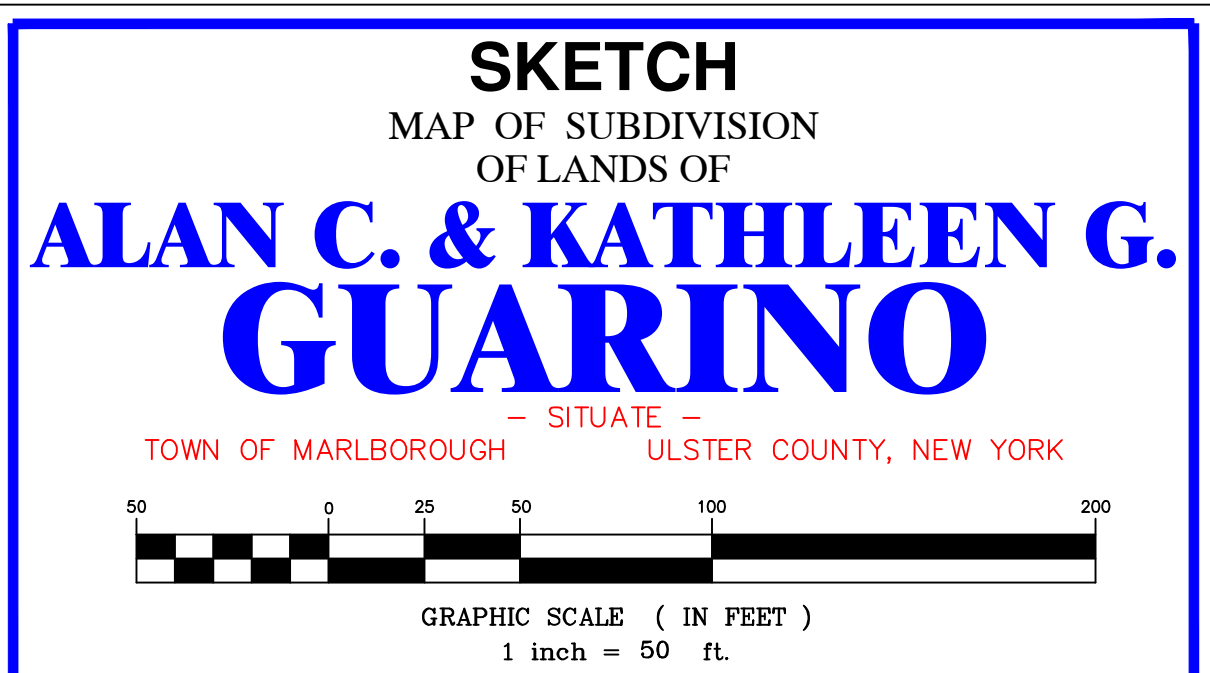 SKETCH
MAP OF SUBDIVISION
OF LANDS OF
ALAN C. & KATHLEEN G.
GUARINO
– SITUATE –
TOWN OF MARLBOROUGH ULSTER COUNTY, NEW YORK
50 0 25 50 100 200
GRAPHIC SCALE ( IN FEET )
1 inch = 50 ft.